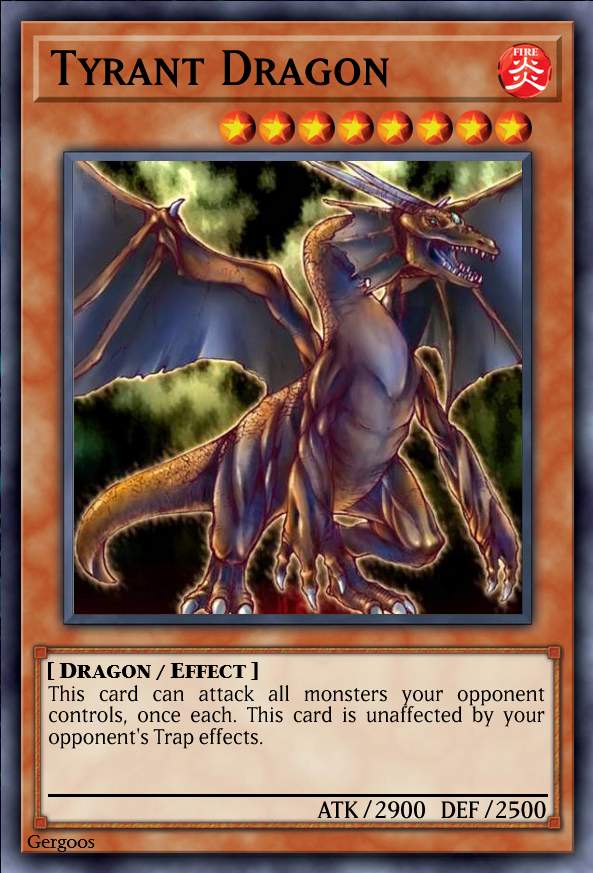 Tyrant Dragon
FIRE
炎
[ Dragon / Effect ]
This card can attack all monsters your opponent
controls, once each. This card is unaffected by your
opponent's Trap effects.
ATK / 2900 DEF / 2500
Gergoos